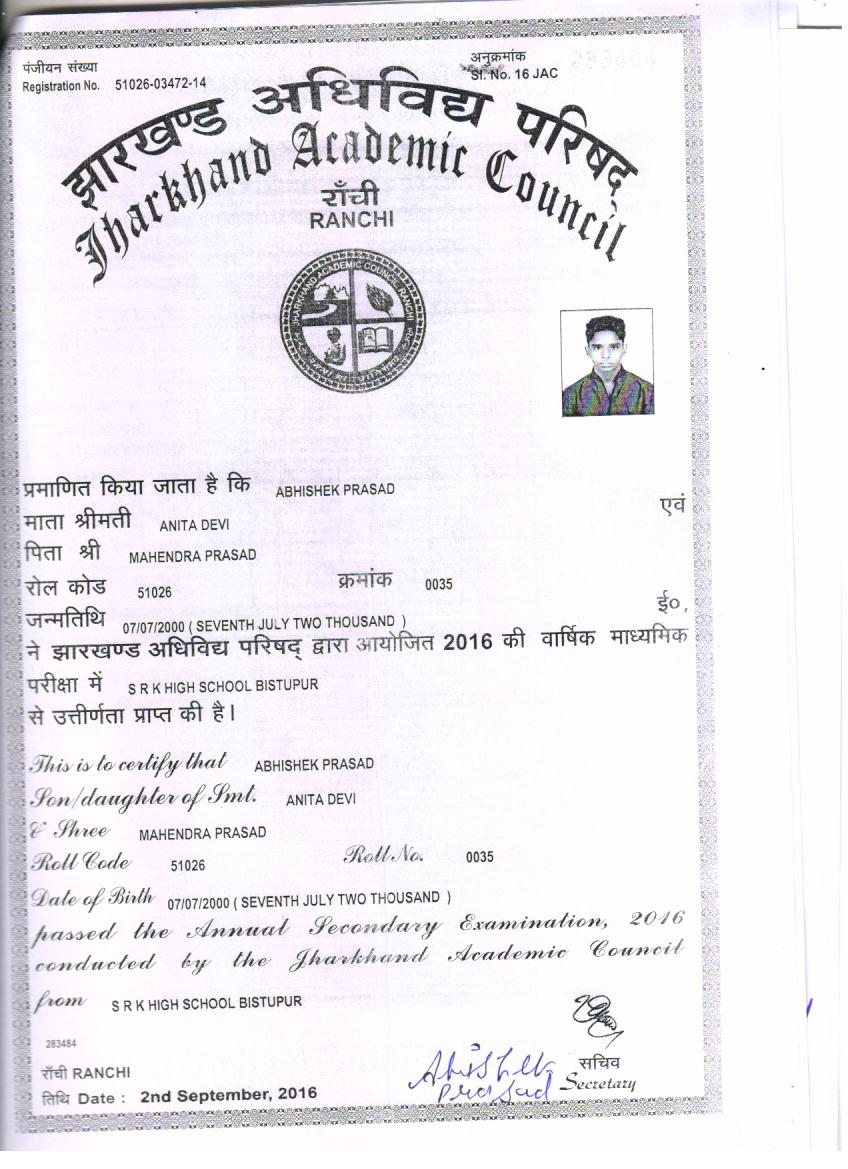 पंजीयन संख्या
Registration No. 51026-03472-14
अनुक्रमांक
Sl. No. 16 JAC
झारखण्ड अधिविद्य परिषद्
Jharkhand Academic Council
राँची
RANCHI
JHARKHAND ACADEMIC COUNCIL RANCHI
प्रमाणित किया जाता है कि ABHISHEK PRASAD
माता श्रीमती ANITA DEVI एवं
पिता श्री MAHENDRA PRASAD
रोल कोड 51026 क्रमांक 0035
जन्मतिथि 07/07/2000 ( SEVENTH JULY TWO THOUSAND ) ई०,
ने झारखण्ड अधिविद्य परिषद् द्वारा आयोजित 2016 की वार्षिक माध्यमिक
परीक्षा में S R K HIGH SCHOOL BISTUPUR
से उत्तीर्णता प्राप्त की है।
This is to certify that ABHISHEK PRASAD
Son/daughter of Smt. ANITA DEVI
& Shree MAHENDRA PRASAD
Roll Code 51026 Roll No. 0035
Date of Birth 07/07/2000 ( SEVENTH JULY TWO THOUSAND )
passed the Annual Secondary Examination, 2016
conducted by the Jharkhand Academic Council
from S R K HIGH SCHOOL BISTUPUR
283484
राँची RANCHI
तिथि Date : 2nd September, 2016
Abhishek
Prasad
सचिव
Secretary